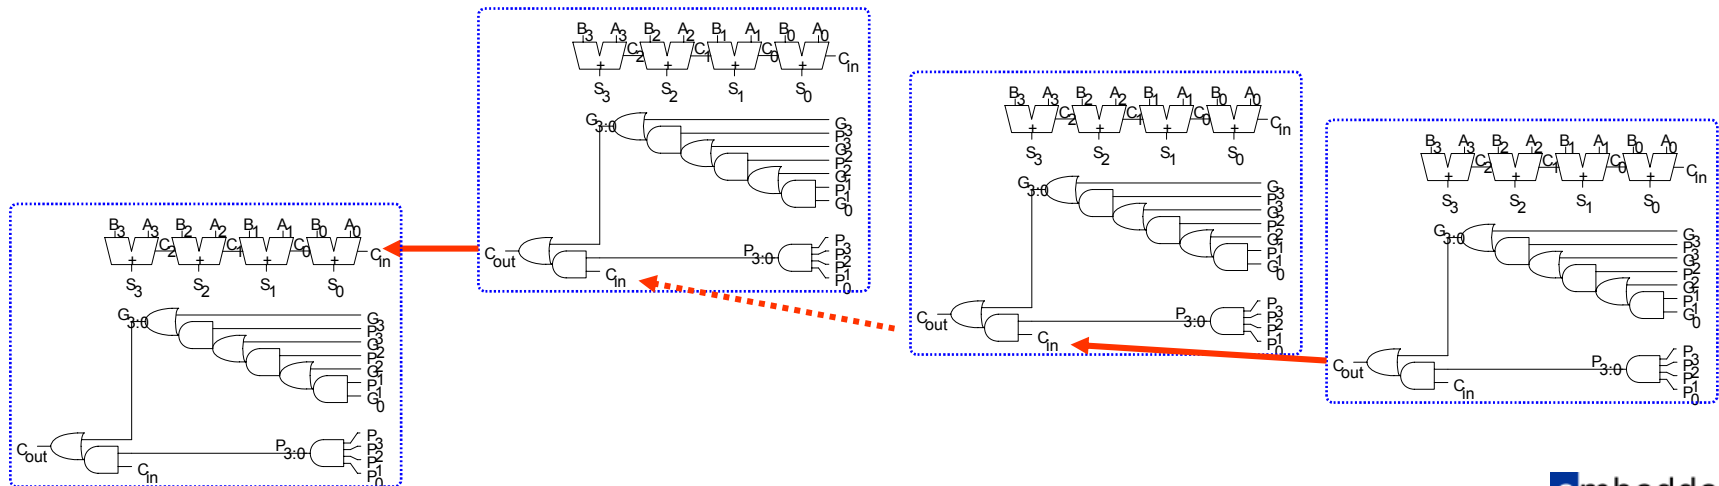 B3 A3 B2 A2 B1 A1 B0 A0
C2 C1 C0 Cin
+ + + +
S3 S2 S1 S0
G3:0
G3
P3
G2
P2
G1
P1
G0
Cout
P3:0
P3
P2
P1
P0
Cin
B3 A3 B2 A2 B1 A1 B0 A0
C2 C1 C0 Cin
+ + + +
S3 S2 S1 S0
G3:0
G3
P3
G2
P2
G1
P1
G0
Cout
P3:0
P3
P2
P1
P0
Cin
B3 A3 B2 A2 B1 A1 B0 A0
C2 C1 C0 Cin
+ + + +
S3 S2 S1 S0
G3:0
G3
P3
G2
P2
G1
P1
G0
Cout
P3:0
P3
P2
P1
P0
Cin
B3 A3 B2 A2 B1 A1 B0 A0
C2 C1 C0 Cin
+ + + +
S3 S2 S1 S0
G3:0
G3
P3
G2
P2
G1
P1
G0
Cout
P3:0
P3
P2
P1
P0
Cin